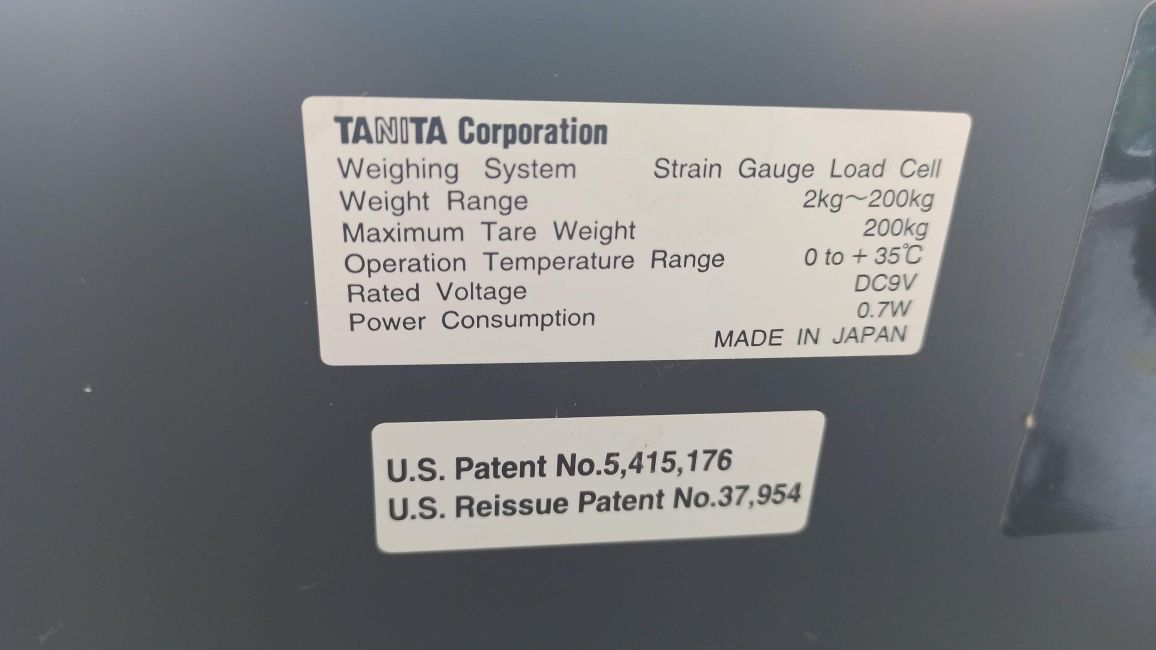 TANITA Corporation
Weighing System Strain Gauge Load Cell
Weight Range 2kg～200kg
Maximum Tare Weight 200kg
Operation Temperature Range 0 to + 35℃
Rated Voltage DC9V
Power Consumption 0.7W
MADE IN JAPAN
U.S. Patent No.5,415,176
U.S. Reissue Patent No.37,954